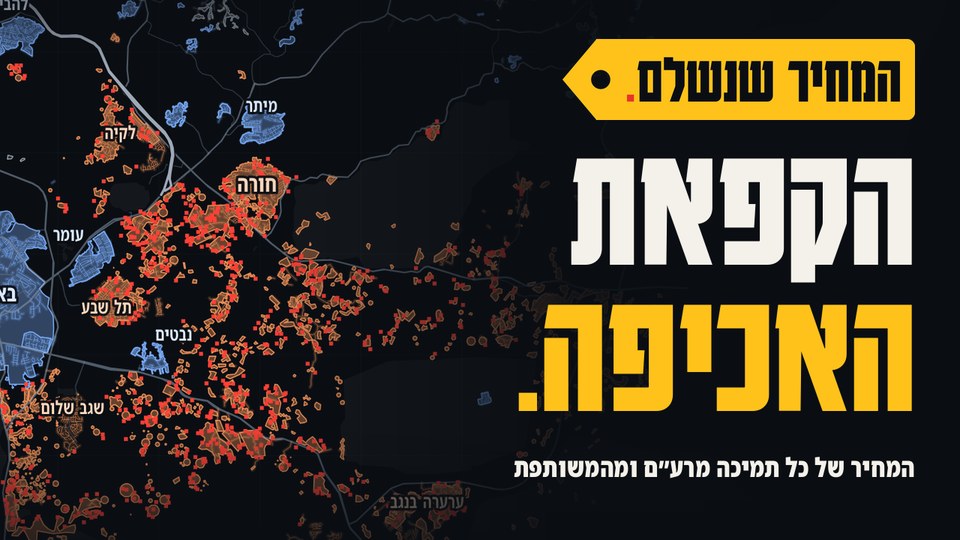 המחיר שנשלם.
הקפאת
האכיפה.
המחיר של כל תמיכה מרע״ם ומהמשותפת
מיתר
לקיה
חורה
עומר
תל שבע
נבטים
שגב שלום
ערערה בנגב